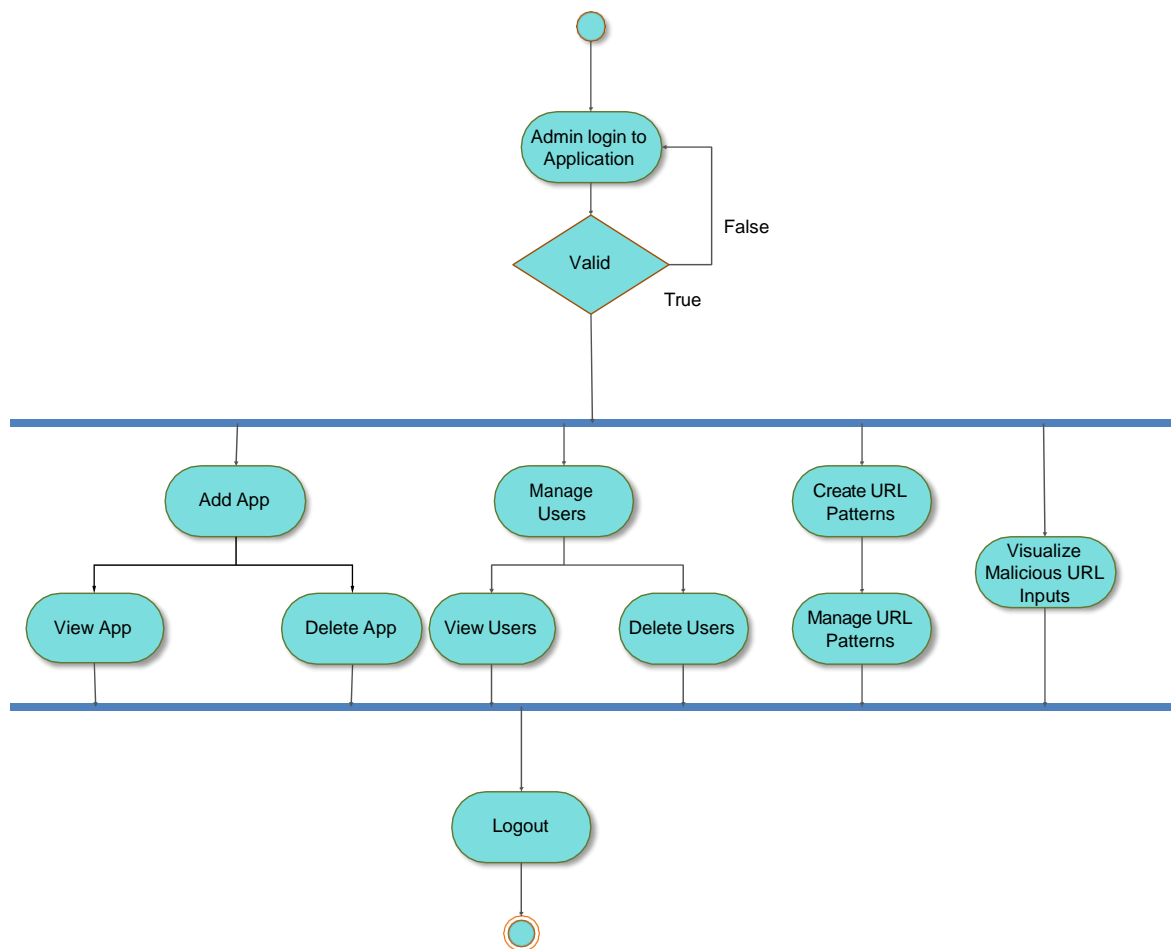 Admin login to
Application
False
Valid
True
Add App
Manage
Users
Create URL
Patterns
Visualize
Malicious URL
Inputs
View App
Delete App
View Users
Delete Users
Manage URL
Patterns
Logout